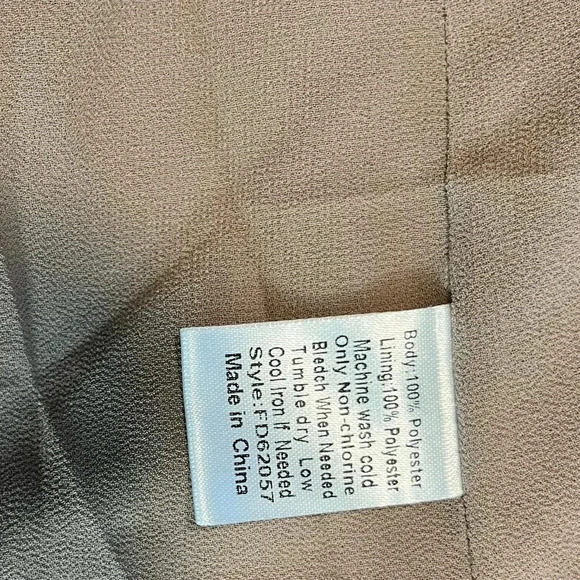 Body:100% Polyester
Lining:100% Polyester
Machine wash cold
Only Non-chlorine
Bledch When Needed
Tumble dry Low
Cool Iron If Needed
Style:FD62057
Made in China